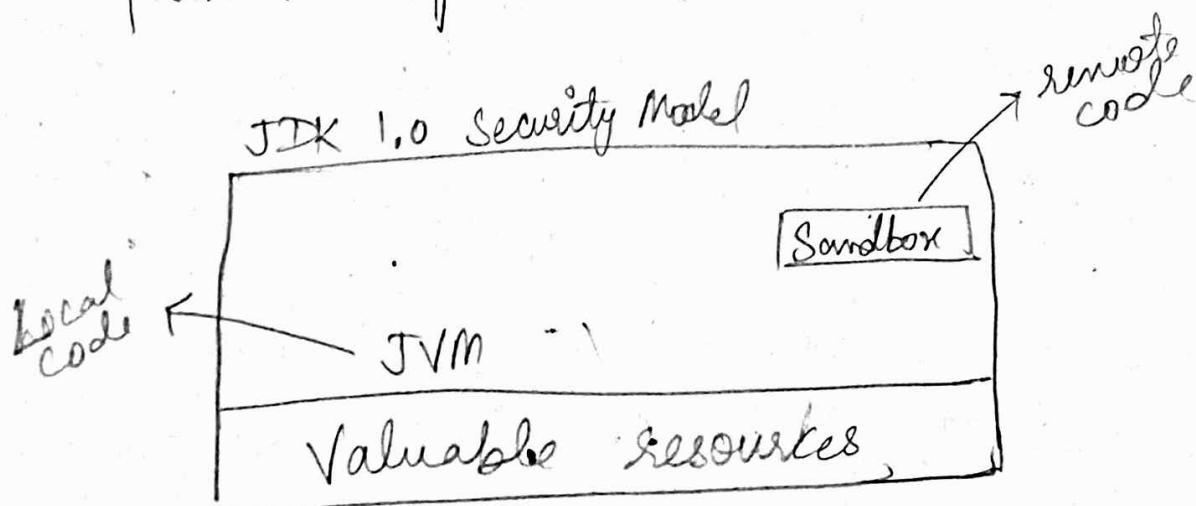 JDK 1.0 Security Model
remote
code
Sandbox
Local
code
JVM
Valuable resources